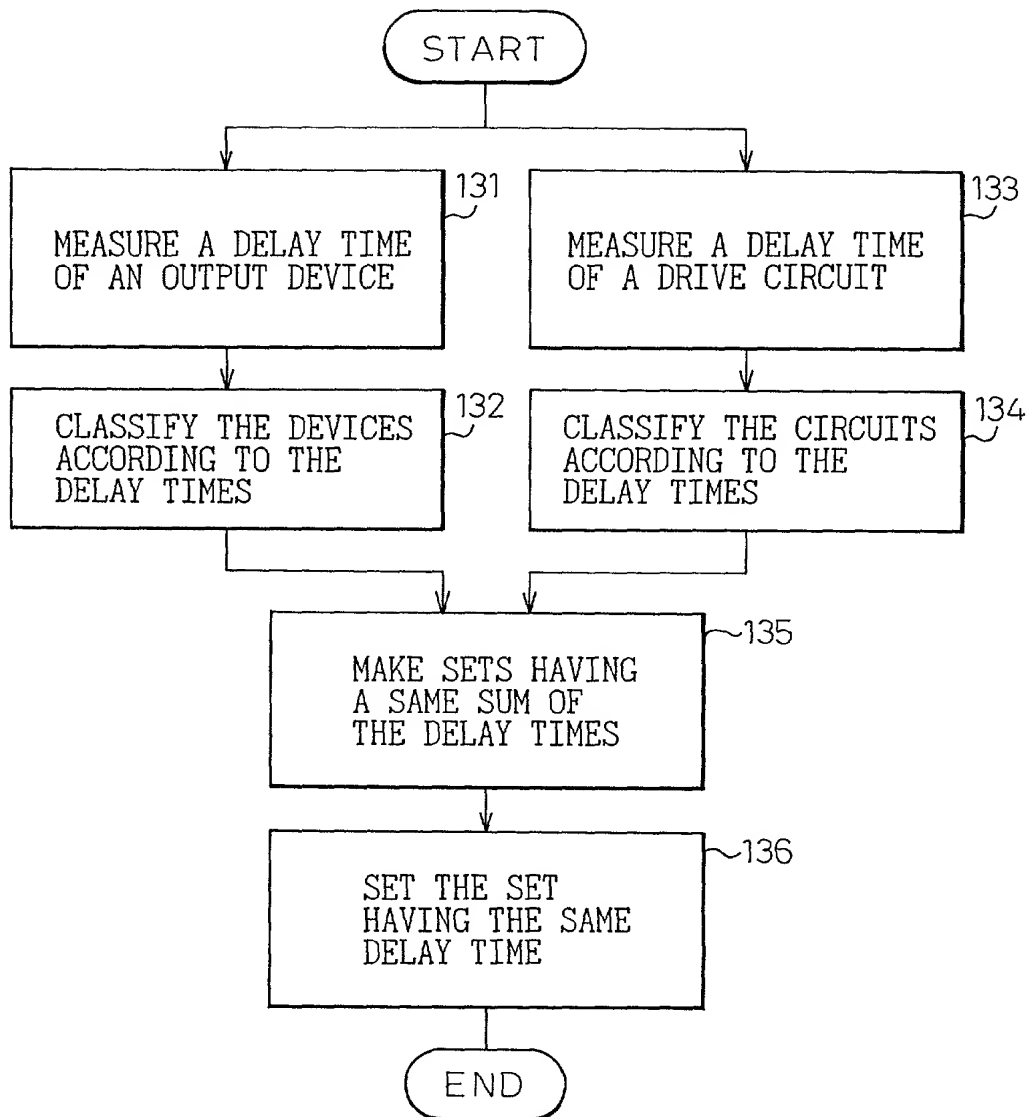 START
131
MEASURE A DELAY TIME
OF AN OUTPUT DEVICE
133
MEASURE A DELAY TIME
OF A DRIVE CIRCUIT
132
CLASSIFY THE DEVICES
ACCORDING TO THE
DELAY TIMES
134
CLASSIFY THE CIRCUITS
ACCORDING TO THE
DELAY TIMES
135
MAKE SETS HAVING
A SAME SUM OF
THE DELAY TIMES
136
SET THE SET
HAVING THE SAME
DELAY TIME
END